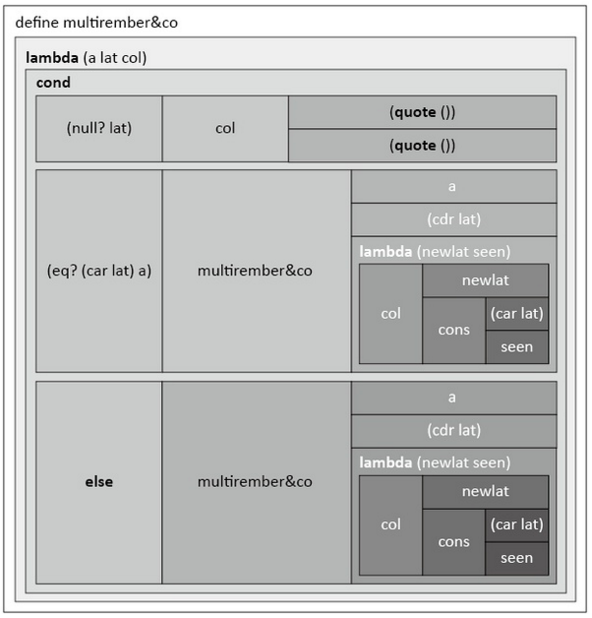 define multirember&co
lambda (a lat col)
cond
(null? lat)
col
(quote ())
(quote ())
(eq? (car lat) a)
multirember&co
a
(cdr lat)
lambda (newlat seen)
col
newlat
cons
(car lat)
seen
else
multirember&co
a
(cdr lat)
lambda (newlat seen)
col
newlat
cons
(car lat)
seen